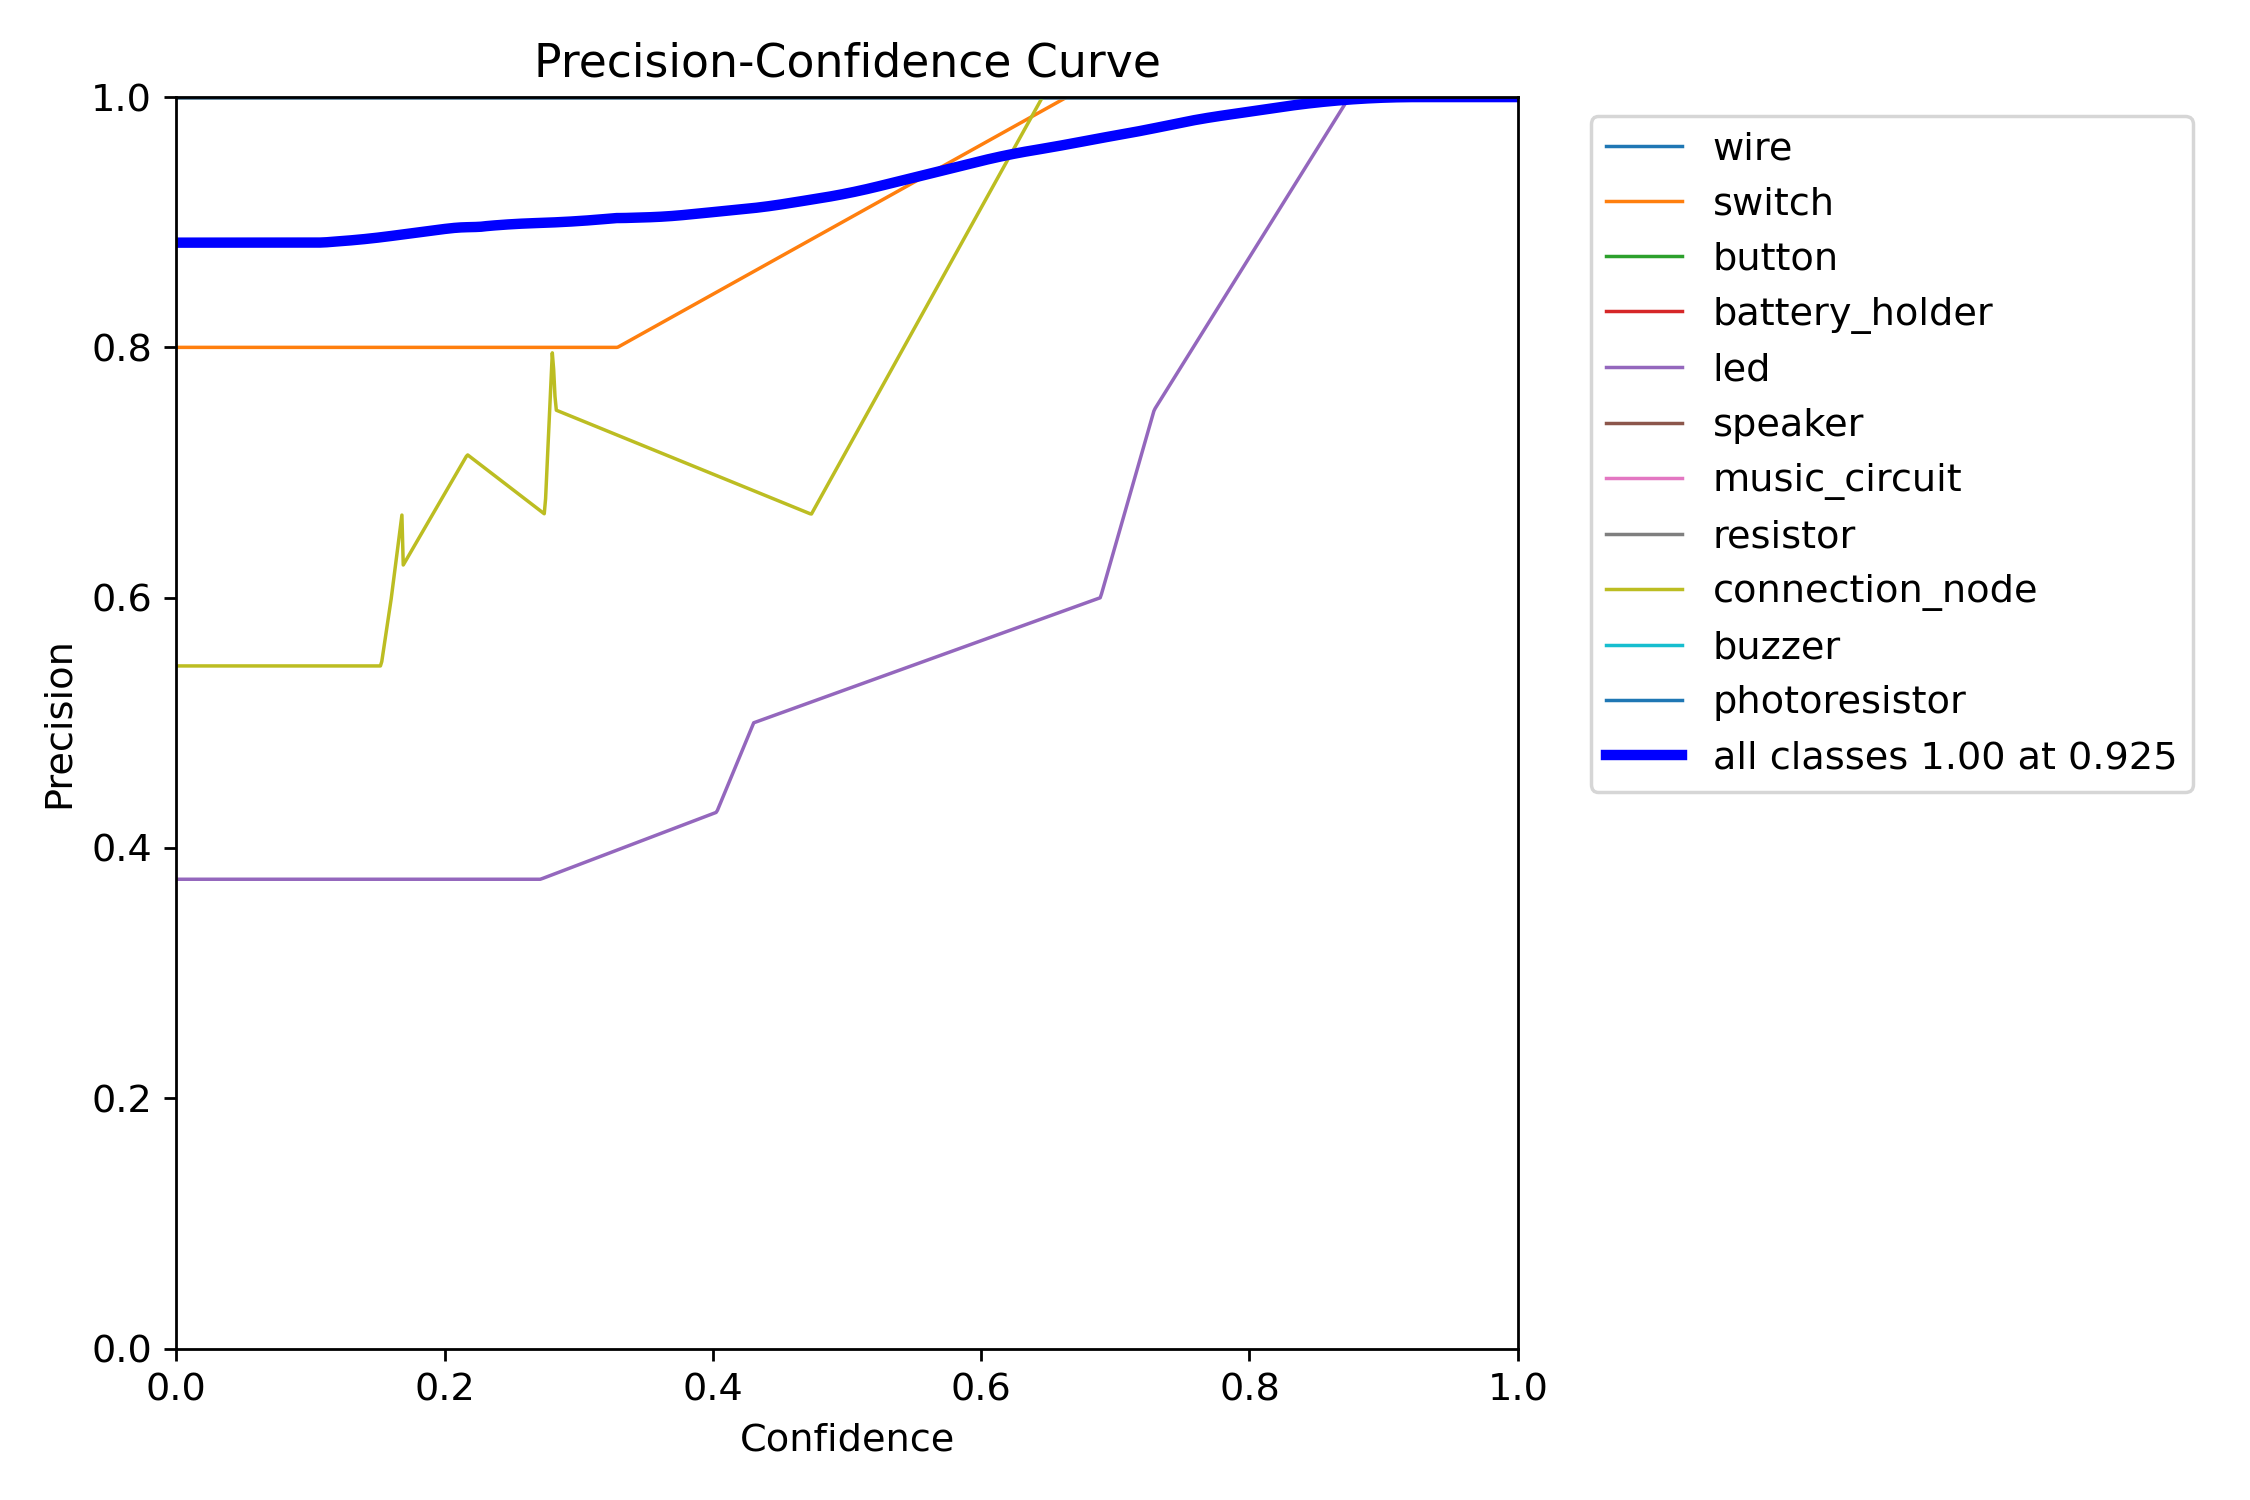 Precision-Confidence Curve
1.0
0.8
0.6
0.4
0.2
0.0
Precision
0.0 0.2 0.4 0.6 0.8 1.0
Confidence
wire
switch
button
battery_holder
led
speaker
music_circuit
resistor
connection_node
buzzer
photoresistor
all classes 1.00 at 0.925